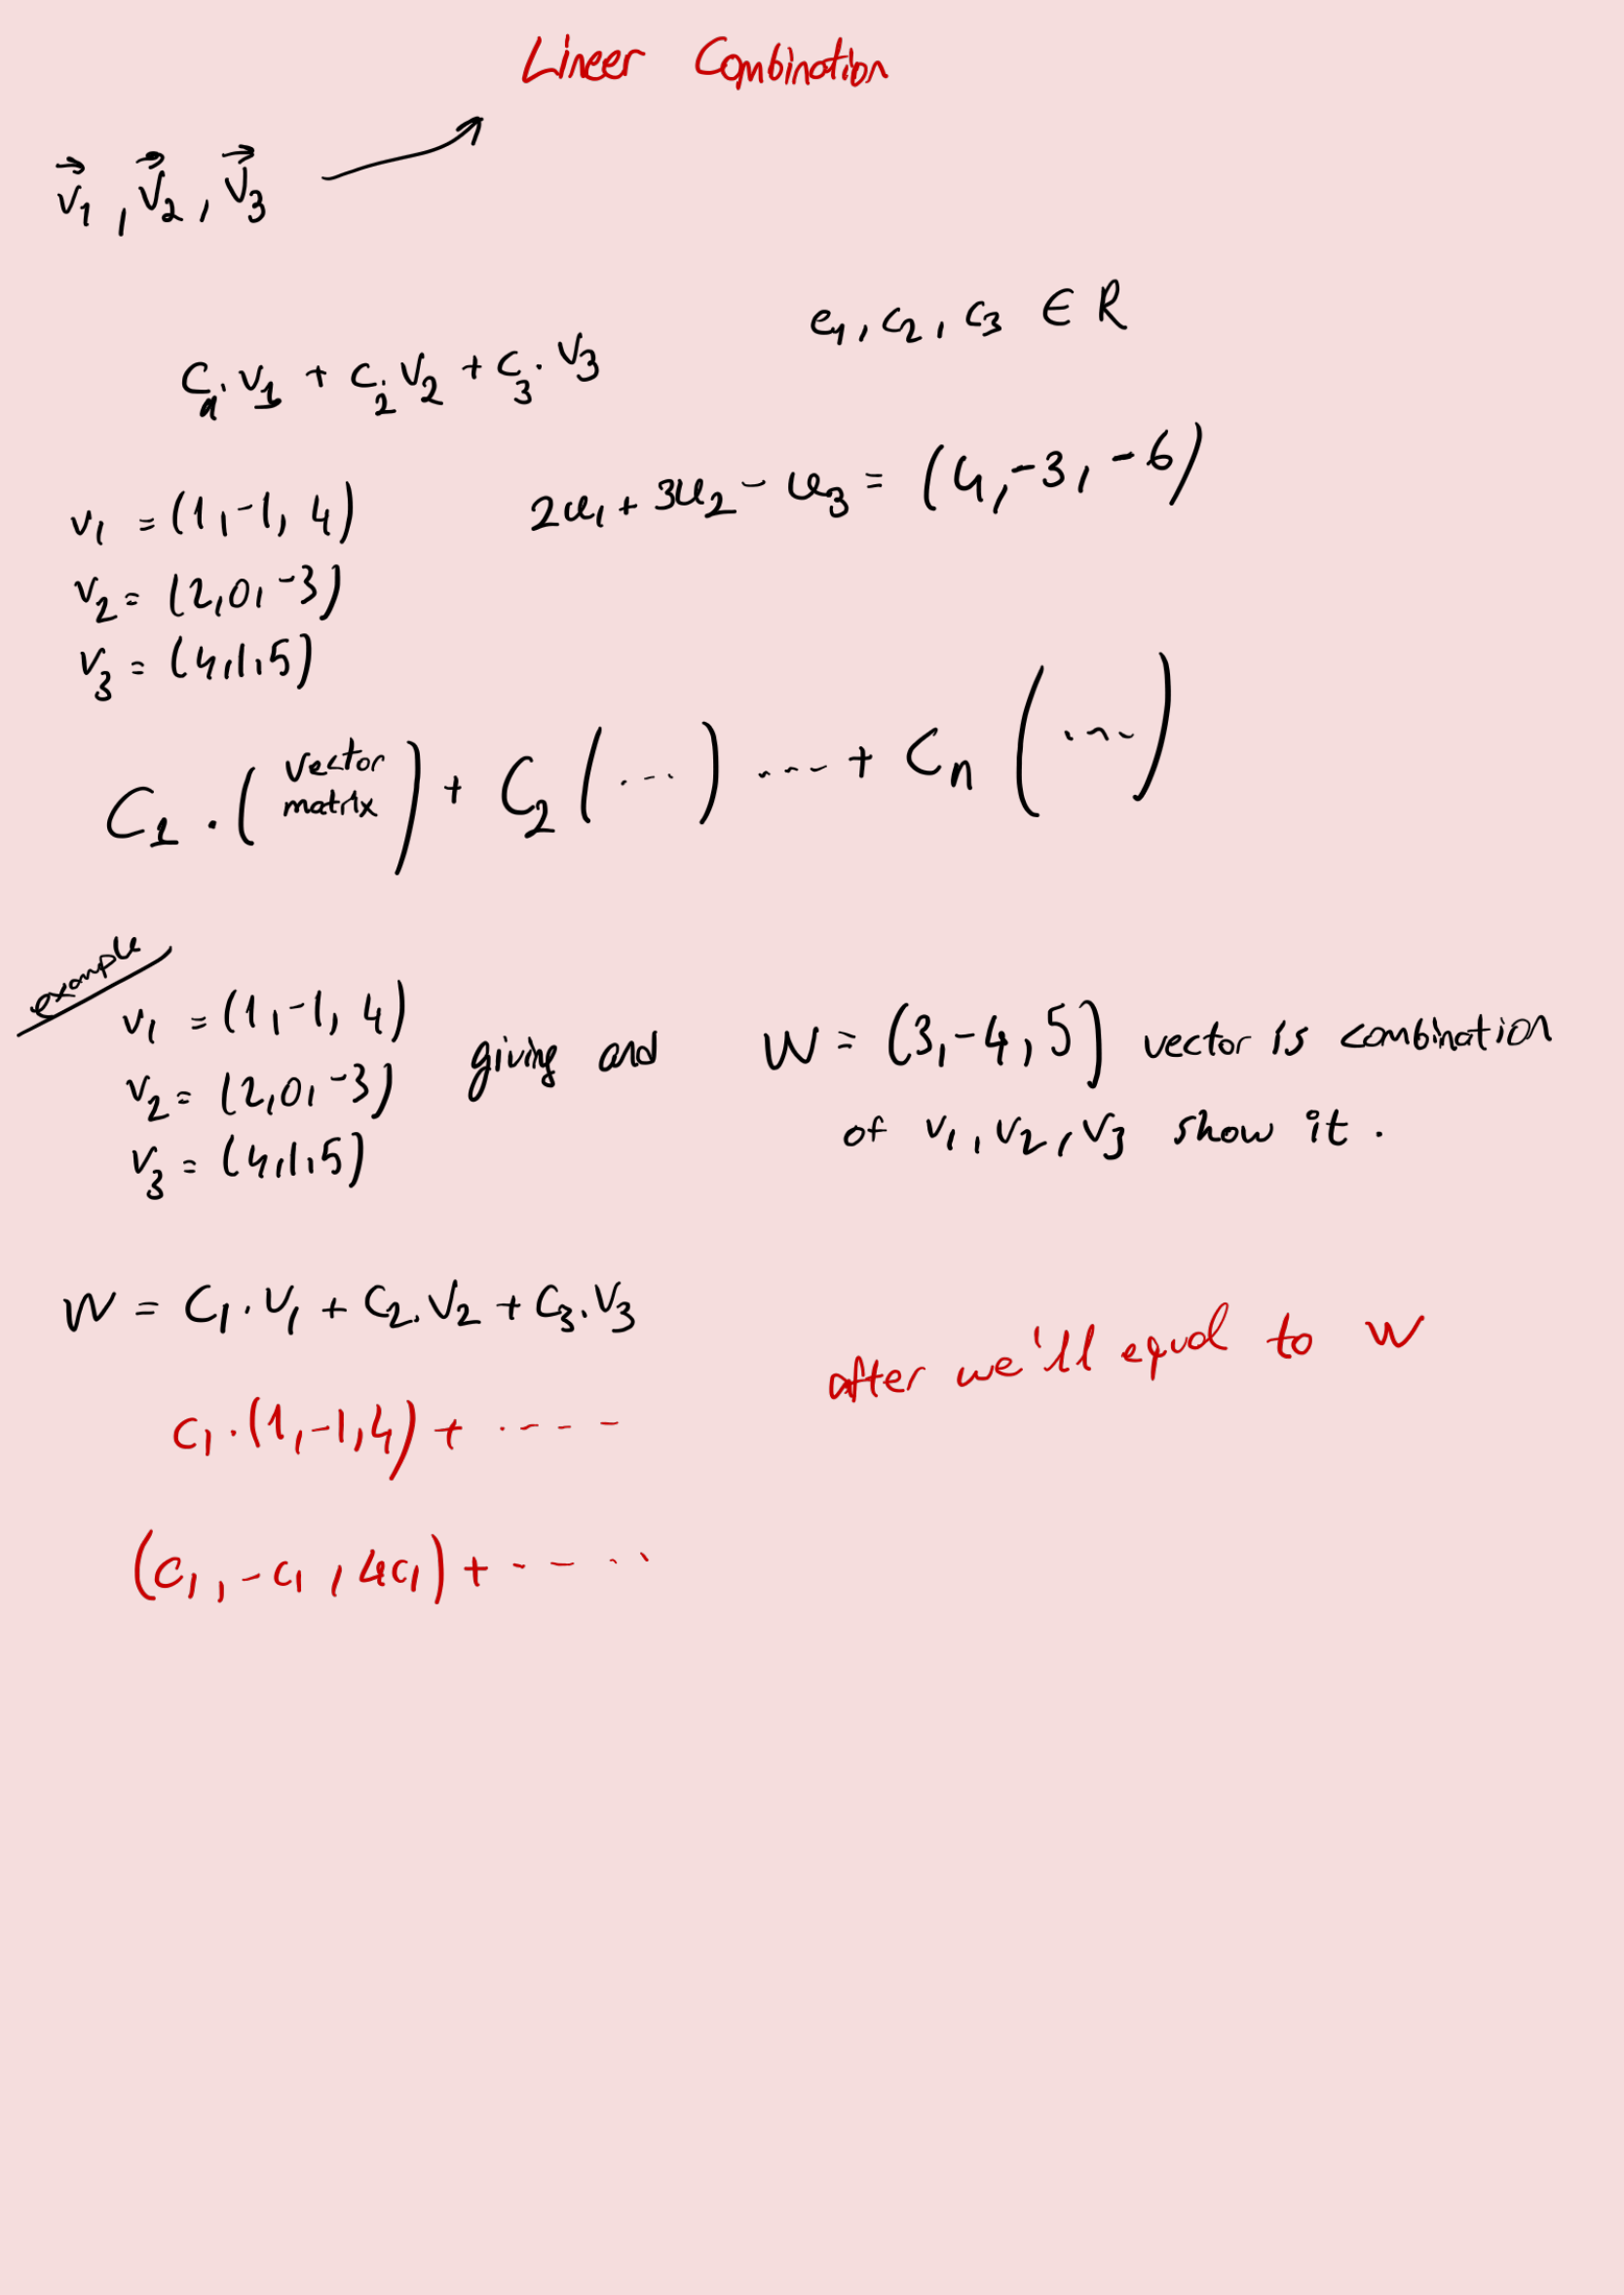 Lineer Combination
v⃗1, v⃗2, v⃗3
c1, c2, c3 ∈ R
C1·v1 + c2·v2 + c3·v3
2u1 + 3u2 - u3 = (4, -3, -6)
v1 = (1, -1, 4)
v2 = (2, 0, -3)
v3 = (4, 1, 5)
C1 · (vector matrix) + C2 (...) .... + Cn (...)
example
v1 = (1, -1, 4)
v2 = (2, 0, -3)
v3 = (4, 1, 5)
giving and
W = (3, -4, 5) vector is combination
of v1, v2, v3 show it.
W = C1·V1 + C2·V2 + C3·V3
after we'll equal to w
c1·(1, -1, 4) + ....
(c1, -c1, 4c1) + ....